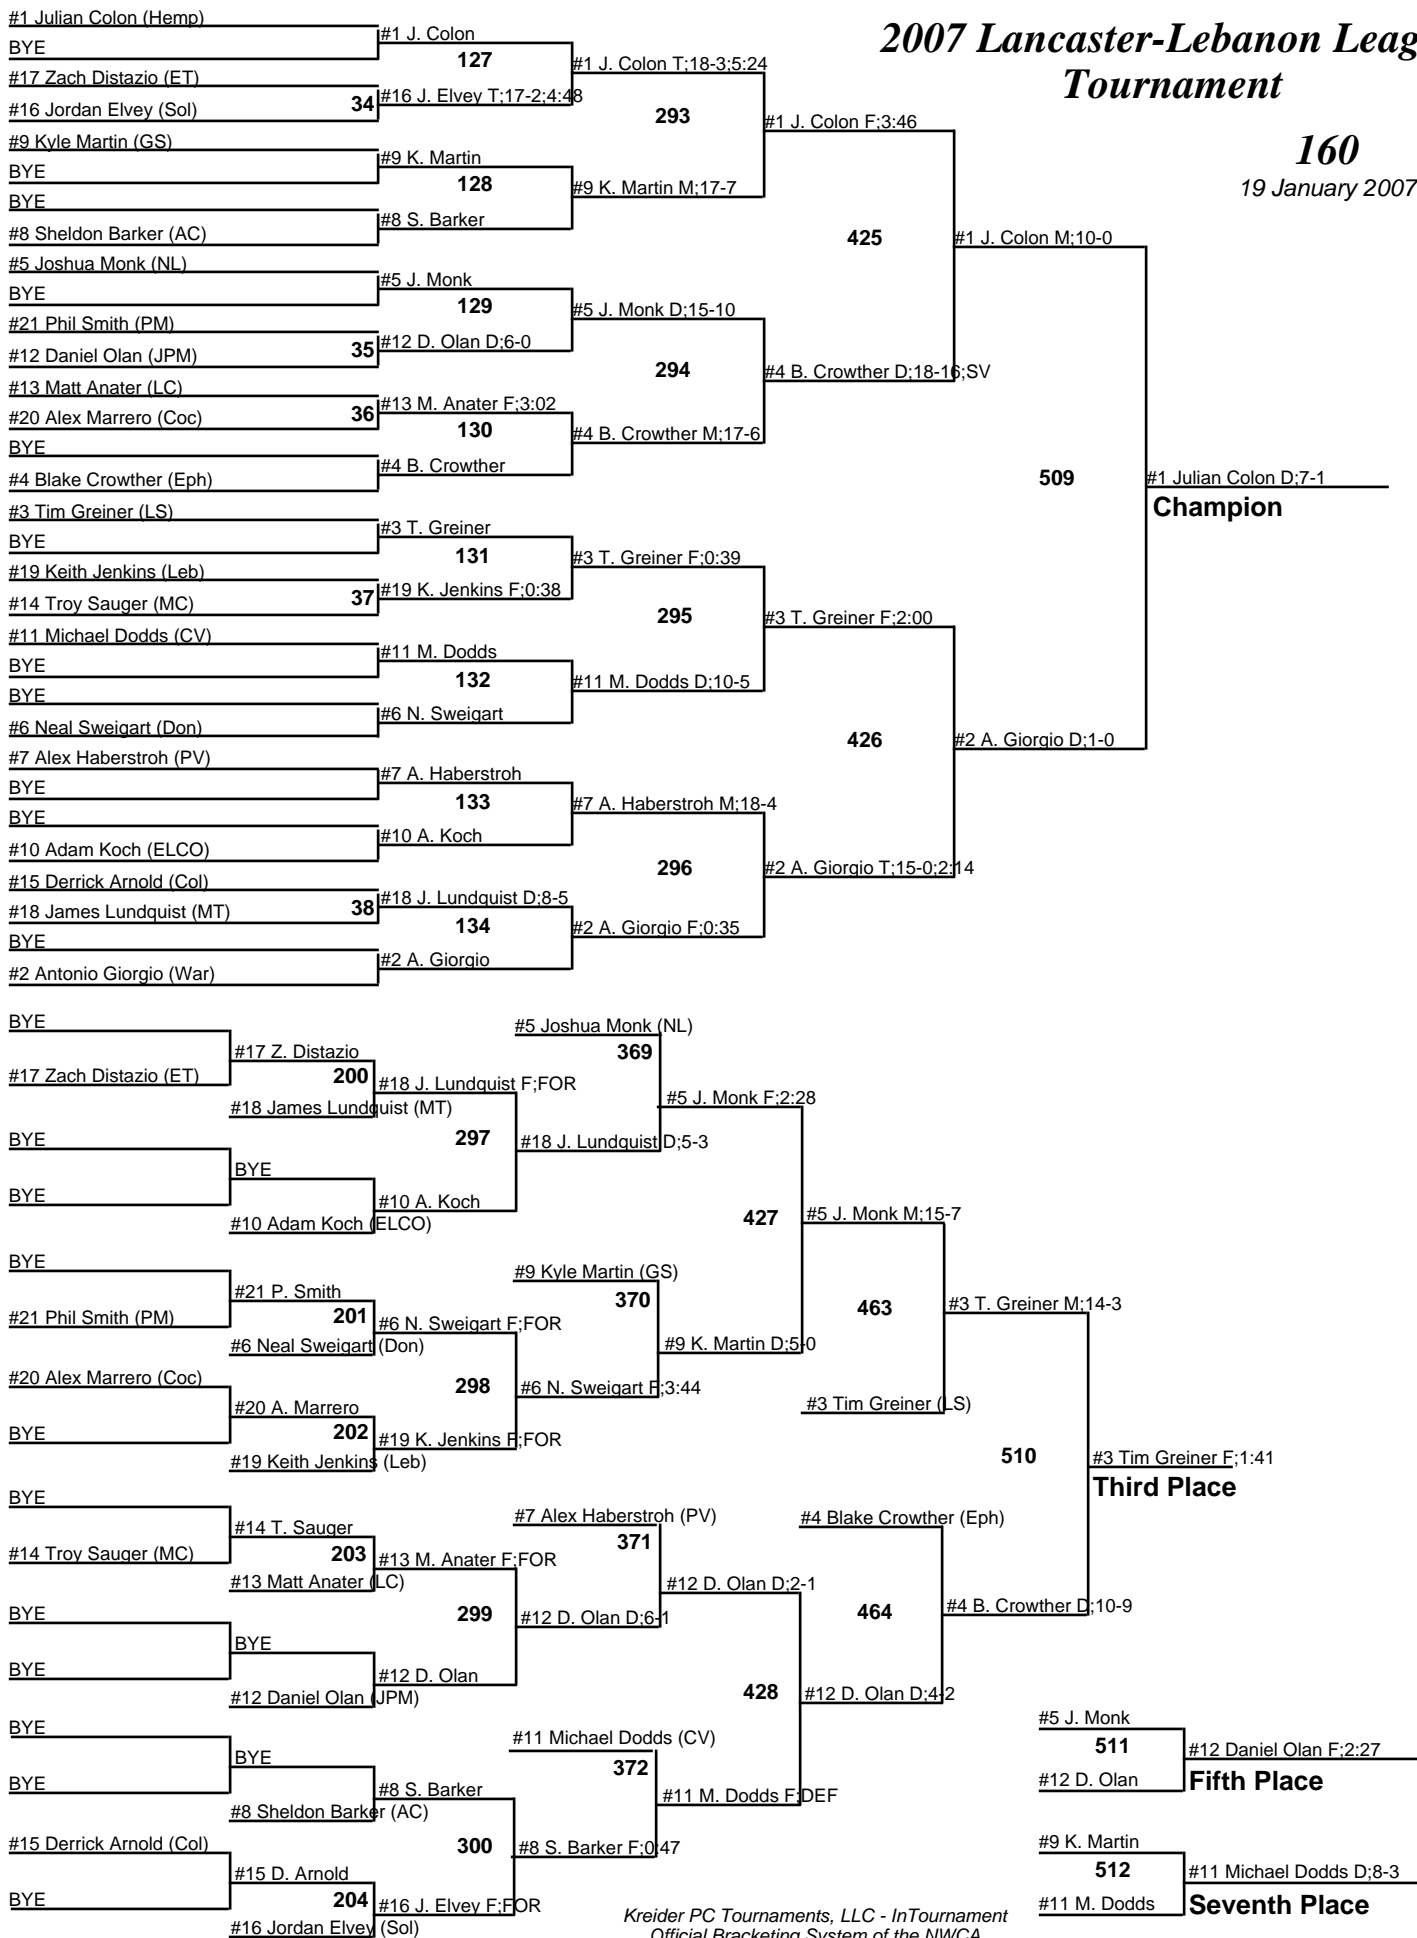 2007 Lancaster-Lebanon Leag
Tournament
160
19 January 2007
#1 Julian Colon (Hemp)
BYE
#17 Zach Distazio (ET)
#16 Jordan Elvey (Sol)
#9 Kyle Martin (GS)
BYE
BYE
#8 Sheldon Barker (AC)
#5 Joshua Monk (NL)
BYE
#21 Phil Smith (PM)
#12 Daniel Olan (JPM)
#13 Matt Anater (LC)
#20 Alex Marrero (Coc)
BYE
#4 Blake Crowther (Eph)
#3 Tim Greiner (LS)
BYE
#19 Keith Jenkins (Leb)
#14 Troy Sauger (MC)
#11 Michael Dodds (CV)
BYE
BYE
#6 Neal Sweigart (Don)
#7 Alex Haberstroh (PV)
BYE
BYE
#10 Adam Koch (ELCO)
#15 Derrick Arnold (Col)
#18 James Lundquist (MT)
BYE
#2 Antonio Giorgio (War)
34
35
36
37
38
#1 J. Colon
127
#16 J. Elvey T;17-2;4:48
#9 K. Martin
128
#8 S. Barker
#5 J. Monk
129
#12 D. Olan D;6-0
#13 M. Anater F;3:02
130
#4 B. Crowther
#3 T. Greiner
131
#19 K. Jenkins F;0:38
#11 M. Dodds
132
#6 N. Sweigart
#7 A. Haberstroh
133
#10 A. Koch
#18 J. Lundquist D;8-5
134
#2 A. Giorgio
#1 J. Colon T;18-3;5:24
293
#9 K. Martin M;17-7
#5 J. Monk D;15-10
294
#4 B. Crowther M;17-6
#3 T. Greiner F;0:39
295
#11 M. Dodds D;10-5
#7 A. Haberstroh M;18-4
296
#2 A. Giorgio F;0:35
#1 J. Colon F;3:46
425
#4 B. Crowther D;18-16;SV
#3 T. Greiner F;2:00
426
#2 A. Giorgio T;15-0;2:14
#1 J. Colon M;10-0
509
#2 A. Giorgio D;1-0
#1 Julian Colon D;7-1
Champion
BYE
#17 Zach Distazio (ET)
BYE
BYE
BYE
#21 Phil Smith (PM)
#20 Alex Marrero (Coc)
BYE
BYE
#14 Troy Sauger (MC)
BYE
BYE
BYE
BYE
#15 Derrick Arnold (Col)
BYE
#17 Z. Distazio
200
#18 James Lundquist (MT)
BYE
#10 Adam Koch (ELCO)
#21 P. Smith
201
#6 Neal Sweigart (Don)
#20 A. Marrero
202
#19 Keith Jenkins (Leb)
#14 T. Sauger
203
#13 Matt Anater (LC)
BYE
#12 Daniel Olan (JPM)
BYE
#8 Sheldon Barker (AC)
#15 D. Arnold
204
#16 Jordan Elvey (Sol)
#18 J. Lundquist F;FOR
297
#10 A. Koch
#6 N. Sweigart F;FOR
298
#19 K. Jenkins F;FOR
#13 M. Anater F;FOR
299
#12 D. Olan
#8 S. Barker
300
#16 J. Elvey F;FOR
#5 Joshua Monk (NL)
369
#18 J. Lundquist D;5-3
#9 Kyle Martin (GS)
370
#6 N. Sweigart F;3:44
#7 Alex Haberstroh (PV)
371
#12 D. Olan D;6-1
#11 Michael Dodds (CV)
372
#8 S. Barker F;0:47
#5 J. Monk F;2:28
427
#9 K. Martin D;5-0
#12 D. Olan D;2-1
428
#11 M. Dodds F;DEF
#5 J. Monk M;15-7
463
#3 Tim Greiner (LS)
#4 Blake Crowther (Eph)
464
#12 D. Olan D;4-2
#3 T. Greiner M;14-3
510
#4 B. Crowther D;10-9
#3 Tim Greiner F;1:41
Third Place
#5 J. Monk
511
#12 D. Olan
#12 Daniel Olan F;2:27
Fifth Place
#9 K. Martin
512
#11 M. Dodds
#11 Michael Dodds D;8-3
Seventh Place
Kreider PC Tournaments, LLC - InTournament
Official Bracketing System of the NWCA